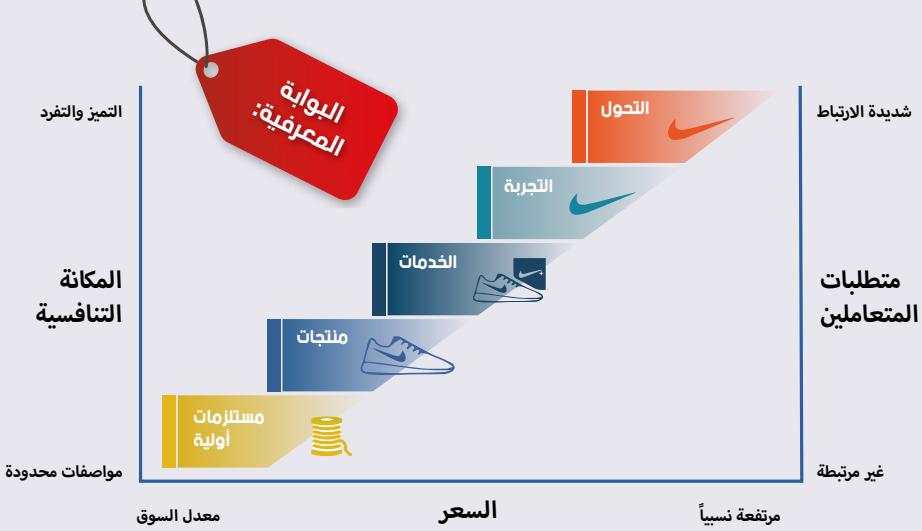 البوابة
المعرفية:
التميز والتفرد
شديدة الارتباط
التحول
التجربة
الخدمات
المكانة
التنافسية
متطلبات
المتعاملين
منتجات
مستلزمات
أولية
مواصفات محدودة
غير مرتبطة
السعر
معدل السوق
مرتفعة نسبياً